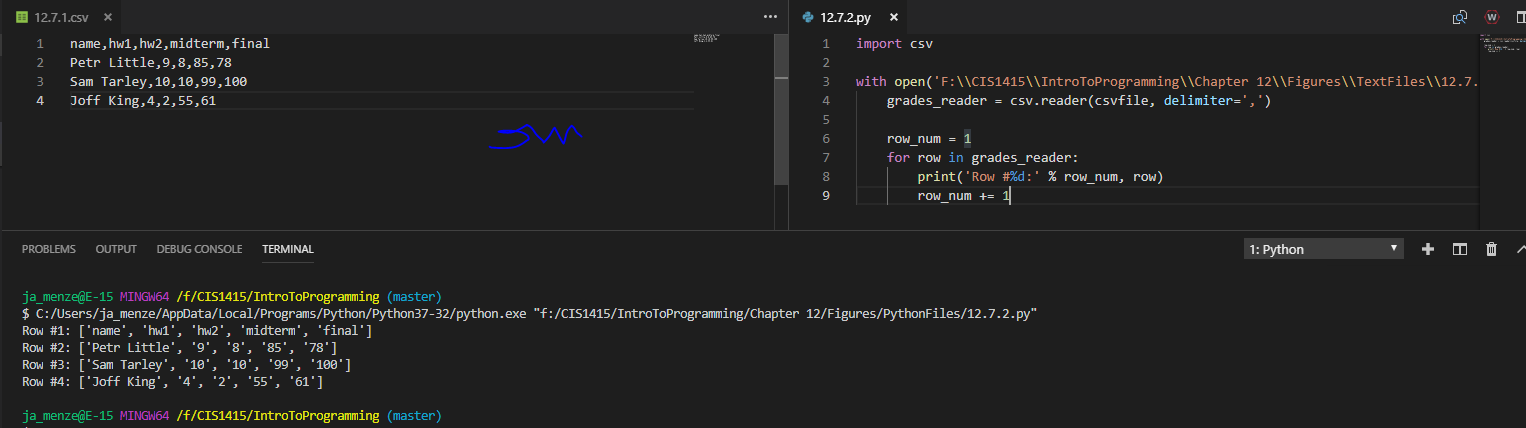 12.7.1.csv
1 name,hw1,hw2,midterm,final
2 Petr Little,9,8,85,78
3 Sam Tarley,10,10,99,100
4 Joff King,4,2,55,61
12.7.2.py
W
1 import csv
2
3 with open('F:\\CIS1415\\IntroToProgramming\\Chapter 12\\Figures\\TextFiles\\12.7.
4 grades_reader = csv.reader(csvfile, delimiter=',')
5
6 row_num = 1
7 for row in grades_reader:
8 print('Row #%d:' % row_num, row)
9 row_num += 1
PROBLEMS OUTPUT DEBUG CONSOLE TERMINAL 1: Python
ja_menze@E-15 MINGW64 /f/CIS1415/IntroToProgramming (master)
$ C:/Users/ja_menze/AppData/Local/Programs/Python/Python37-32/python.exe "f:/CIS1415/IntroToProgramming/Chapter 12/Figures/PythonFiles/12.7.2.py"
Row #1: ['name', 'hw1', 'hw2', 'midterm', 'final']
Row #2: ['Petr Little', '9', '8', '85', '78']
Row #3: ['Sam Tarley', '10', '10', '99', '100']
Row #4: ['Joff King', '4', '2', '55', '61']
ja_menze@E-15 MINGW64 /f/CIS1415/IntroToProgramming (master)